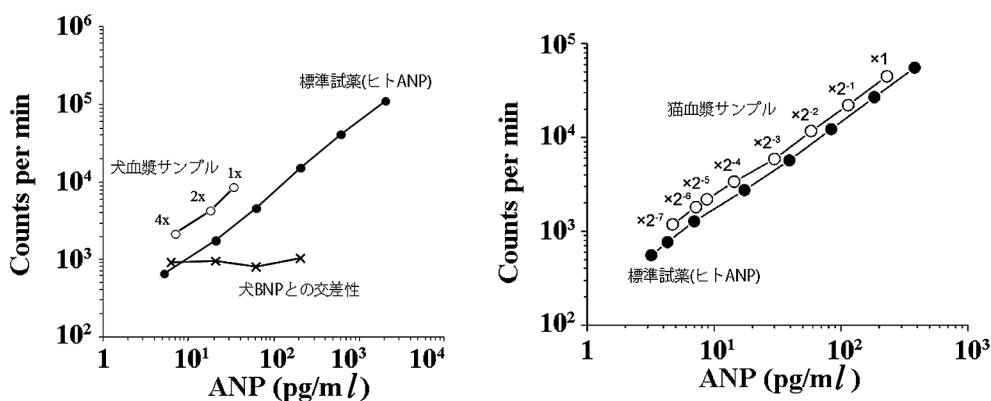 Counts per min
10⁶
10⁵
10⁴
10³
10²
標準試薬(ヒトANP)
犬血漿サンプル
1x
2x
4x
犬BNPとの交差性
1
10¹
10²
10³
10⁴
ANP (pg/ml)
Counts per min
10⁵
10⁴
10³
10²
×1
×2⁻¹
猫血漿サンプル
×2⁻²
×2⁻³
×2⁻⁴
×2⁻⁵
×2⁻⁶
×2⁻⁷
標準試薬(ヒトANP)
1
10¹
10²
10³
ANP (pg/ml)